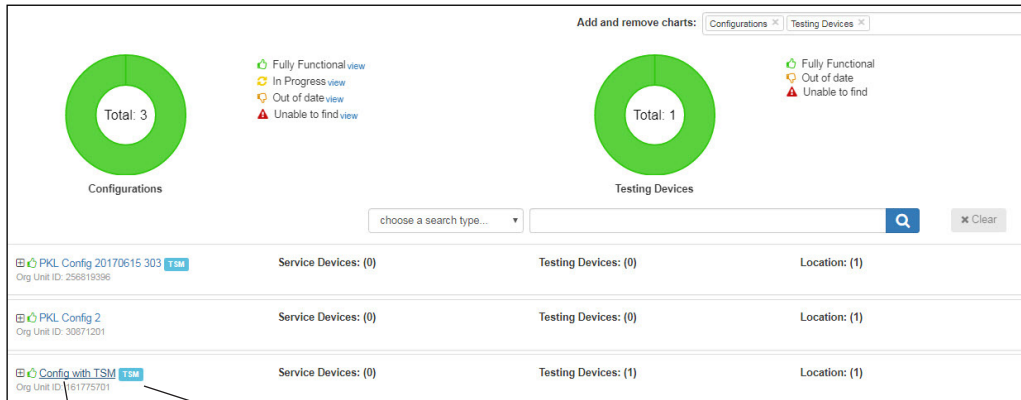 Add and remove charts: Configurations × Testing Devices ×
Fully Functional view
In Progress view
Out of date view
Unable to find view
Total: 3
Configurations
Fully Functional
Out of date
Unable to find
Total: 1
Testing Devices
choose a search type... Clear
PKL Config 20170615 303 TSM Service Devices: (0) Testing Devices: (0) Location: (1)
Org Unit ID: 256819396
PKL Config 2 Service Devices: (0) Testing Devices: (0) Location: (1)
Org Unit ID: 30871201
Config with TSM TSM Service Devices: (0) Testing Devices: (1) Location: (1)
Org Unit ID: 161775701